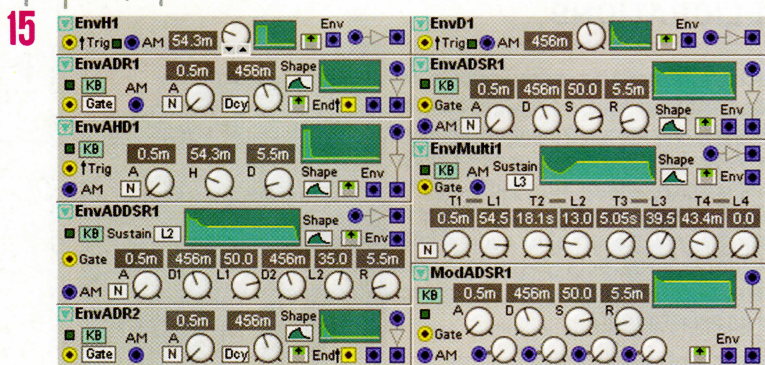 15
EnvH1
Trig AM 54.3m Env
EnvADR1
KB AM 0.5m 456m Shape
Gate A N Dcy End
EnvAHD1
KB 0.5m 54.3m 5.5m
Trig A H D Shape Env
AM N
EnvADDSR1
KB Sustain L2 Shape Env
Gate 0.5m 456m 50.0 456m 35.0 5.5m
A D1 L1 D2 L2 R
AM N
EnvADR2
KB AM 0.5m 456m Shape
Gate A N Dcy End
EnvD1
Trig AM 456m Env
EnvADSR1
KB 0.5m 456m 50.0 5.5m
Gate A D S R Shape Env
AM N
EnvMulti1
KB AM Sustain Shape Env
Gate L3
T1 L1 T2 L2 T3 L3 T4 L4
0.5m 54.5 18.1s 13.0 5.05s 39.5 43.4m 0.0
N
ModADSR1
KB 0.5m 456m 50.0 5.5m
A D S R
Gate Env
AM